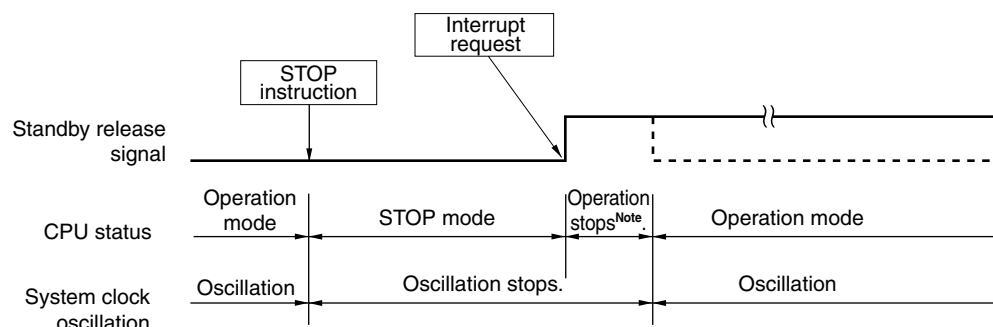 Interrupt
request
STOP
instruction
Standby release
signal
Operation
mode
STOP mode
Operation
stopsNote.
Operation mode
CPU status
Oscillation
Oscillation stops.
Oscillation
System clock
oscillation